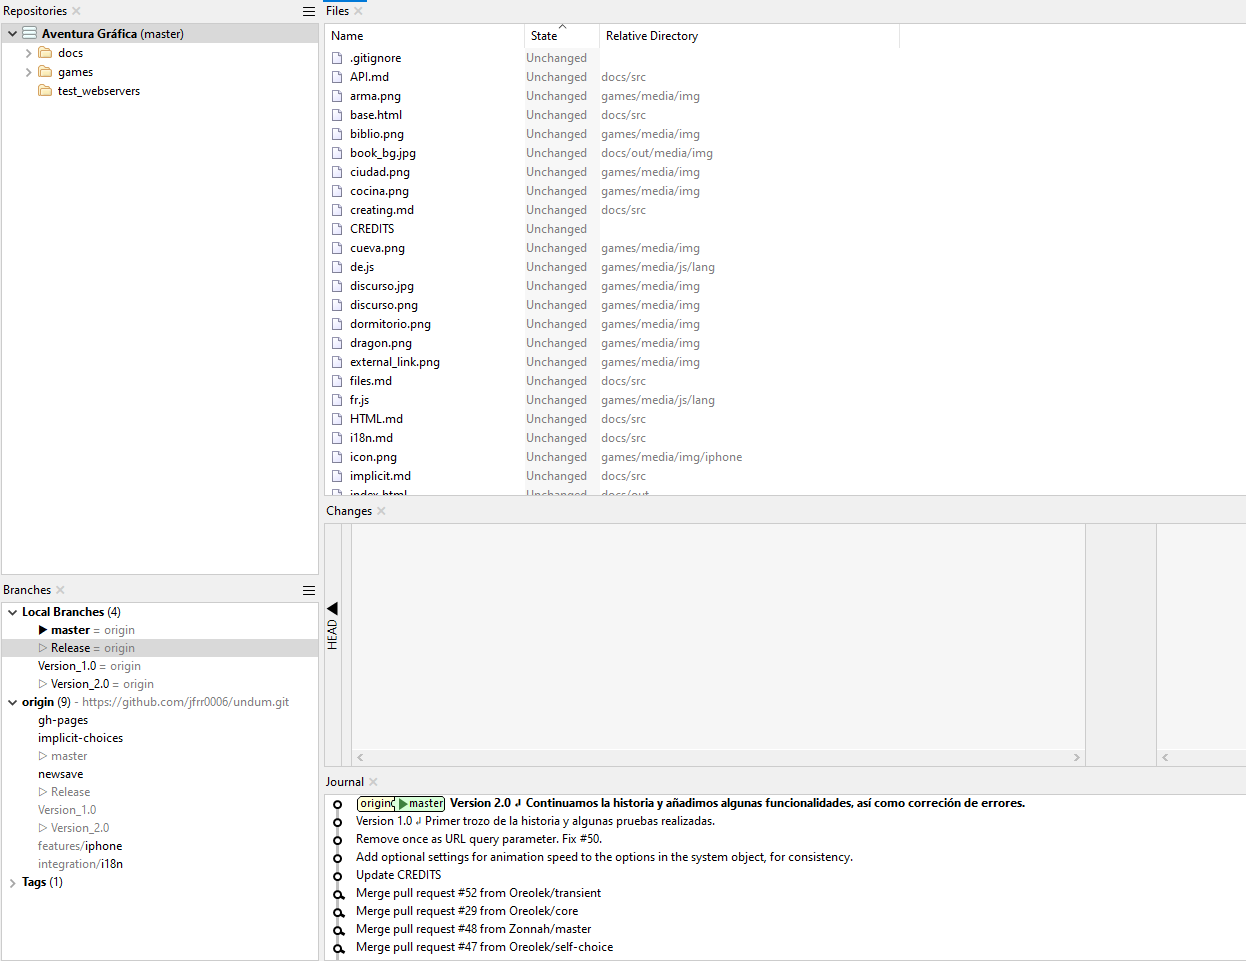 Repositories
Aventura Gráfica (master)
docs
games
test_webservers
Branches
Local Branches (4)
master = origin
Release = origin
Version_1.0 = origin
Version_2.0 = origin
origin (9) - https://github.com/jfrr0006/undum.git
gh-pages
implicit-choices
master
newsave
Release
Version_1.0
Version_2.0
features/iphone
integration/i18n
Tags (1)
Files
Name State Relative Directory
.gitignore Unchanged
API.md Unchanged docs/src
arma.png Unchanged games/media/img
base.html Unchanged docs/src
biblio.png Unchanged games/media/img
book_bg.jpg Unchanged docs/out/media/img
ciudad.png Unchanged games/media/img
cocina.png Unchanged games/media/img
creating.md Unchanged docs/src
CREDITS Unchanged
cueva.png Unchanged games/media/img
de.js Unchanged games/media/js/lang
discurso.jpg Unchanged games/media/img
discurso.png Unchanged games/media/img
dormitorio.png Unchanged games/media/img
dragon.png Unchanged games/media/img
external_link.png Unchanged games/media/img
files.md Unchanged docs/src
fr.js Unchanged games/media/js/lang
HTML.md Unchanged docs/src
i18n.md Unchanged docs/src
icon.png Unchanged games/media/img/iphone
implicit.md Unchanged docs/src
index.html Unchanged docs/out
Changes
HEAD
Journal
origin master Version 2.0 ↲ Continuamos la historia y añadimos algunas funcionalidades, así como correción de errores.
Version 1.0 ↲ Primer trozo de la historia y algunas pruebas realizadas.
Remove once as URL query parameter. Fix #50.
Add optional settings for animation speed to the options in the system object, for consistency.
Update CREDITS
Merge pull request #52 from Oreolek/transient
Merge pull request #29 from Oreolek/core
Merge pull request #48 from Zonnah/master
Merge pull request #47 from Oreolek/self-choice